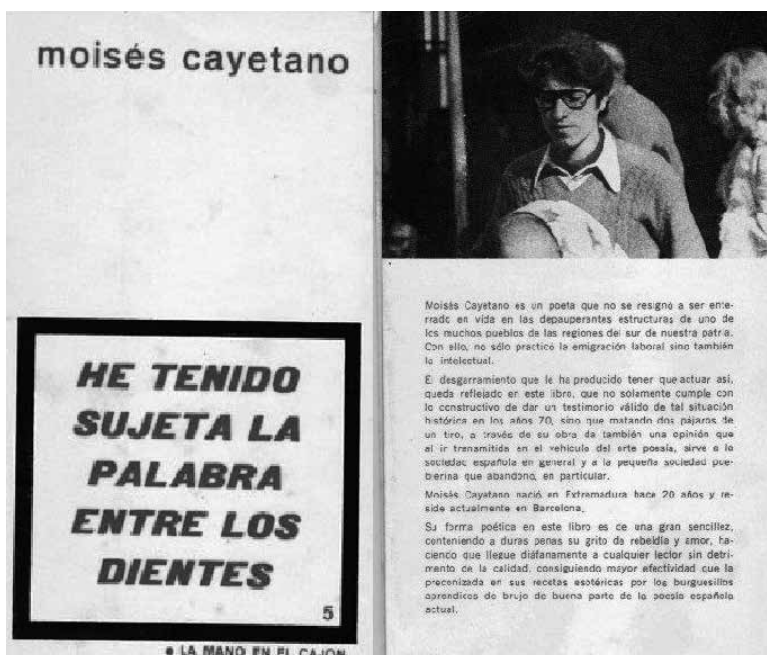 moisés cayetano
HE TENIDO
SUJETA LA
PALABRA
ENTRE LOS
DIENTES
5
● LA MANO EN EL CAJON
Moisés Cayetano es un poeta que no se resignó a ser ente-
rrado en vida en las depauperantes estructuras de uno de
los muchos pueblos de las regiones del sur de nuestra patria.
Con ello, no sólo practicó la emigración laboral sino también
la intelectual.
El desgarramiento que le ha producido tener que actuar así,
queda reflejado en este libro, que no solamente cumple con
lo constructivo de dar un testimonio válido de tal situación
histórica en los años 70, sino que matando dos pájaros de
un tiro, a través de su obra da también una opinión que
al ir transmitida en el vehículo del arte poesía, sirve a la
sociedad española en general y a la pequeña sociedad pue-
blerina que abandonó, en particular.
Moisés Cayetano nació en Extremadura hace 20 años y re-
side actualmente en Barcelona.
Su forma poética en este libro es de una gran sencillez,
conteniendo a duras penas su grito de rebeldía y amor, ha-
ciendo que llegue diáfanamente a cualquier lector sin detri-
mento de la calidad, consiguiendo mayor efectividad que la
preconizada en sus recetas esotéricas por los burguesillos
aprendices de brujo de buena parte de la poesía española
actual.